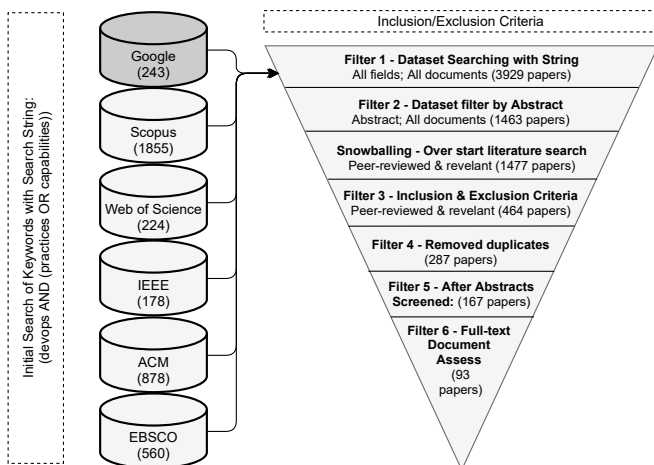 Initial Search of Keywords with Search String:
(devops AND (practices OR capabilities))
Google
(243)
Scopus
(1855)
Web of Science
(224)
IEEE
(178)
ACM
(878)
EBSCO
(560)
Inclusion/Exclusion Criteria
Filter 1 - Dataset Searching with String
All fields; All documents (3929 papers)
Filter 2 - Dataset filter by Abstract
Abstract; All documents (1463 papers)
Snowballing - Over start literature search
Peer-reviewed & revelant (1477 papers)
Filter 3 - Inclusion & Exclusion Criteria
Peer-reviewed & revelant (464 papers)
Filter 4 - Removed duplicates
(287 papers)
Filter 5 - After Abstracts
Screened: (167 papers)
Filter 6 - Full-text
Document
Assess
(93
papers)